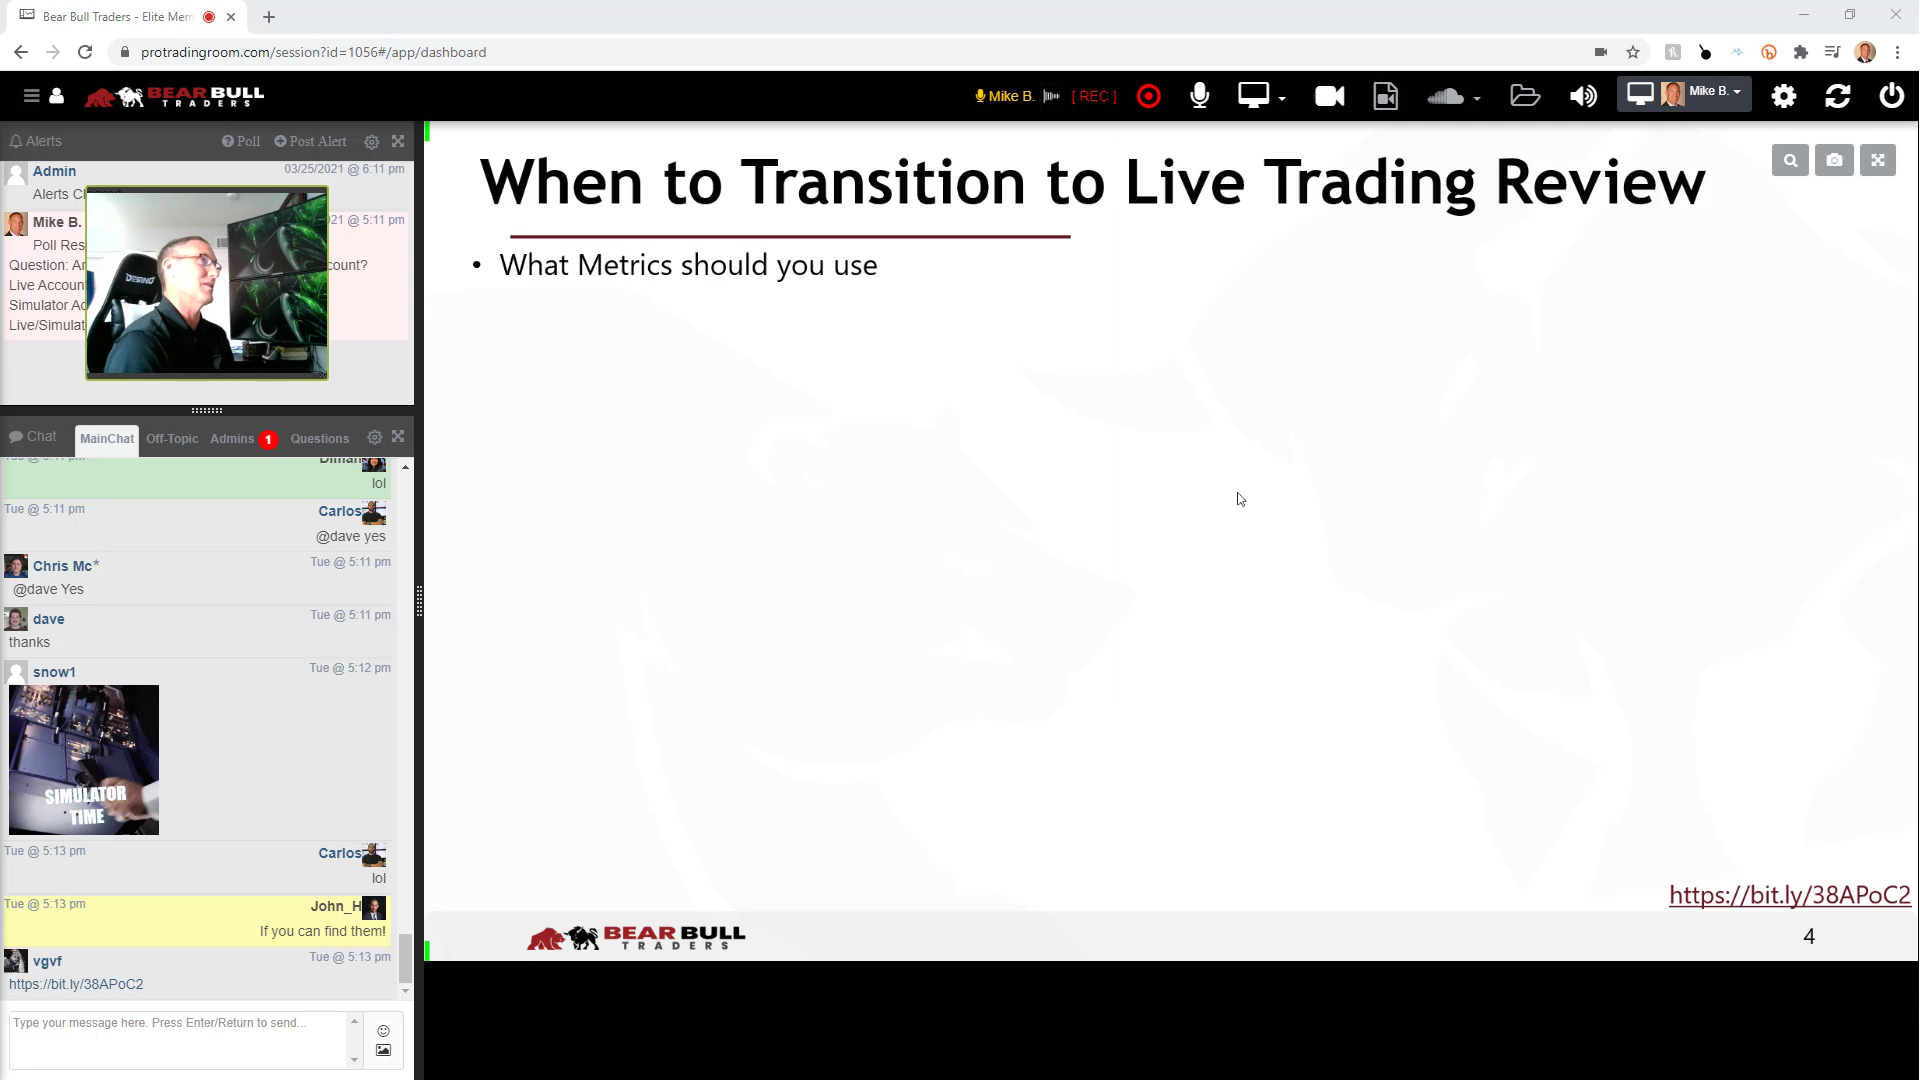 Bear Bull Traders - Elite Mem
protradingroom.com/session?id=1056#/app/dashboard
BEAR BULL
TRADERS
Mike B.
[ REC ]
Mike B.
Alerts
Poll
Post Alert
Admin
03/25/2021 @ 6:11 pm
Alerts Cl
Mike B.
021 @ 5:11 pm
Poll Res
Question: Ar
count?
Live Accoun
Simulator Ac
Live/Simulat
When to Transition to Live Trading Review
• What Metrics should you use
Chat
MainChat
Off-Topic
Admins 1
Questions
lol
Tue @ 5:11 pm
Carlos
@dave yes
Chris Mc*
Tue @ 5:11 pm
@dave Yes
dave
Tue @ 5:11 pm
thanks
snow1
Tue @ 5:12 pm
SIMULATOR
TIME
Tue @ 5:13 pm
Carlos
lol
Tue @ 5:13 pm
John_H
If you can find them!
vgvf
Tue @ 5:13 pm
https://bit.ly/38APoC2
Type your message here. Press Enter/Return to send...
https://bit.ly/38APoC2
BEAR BULL
TRADERS
4